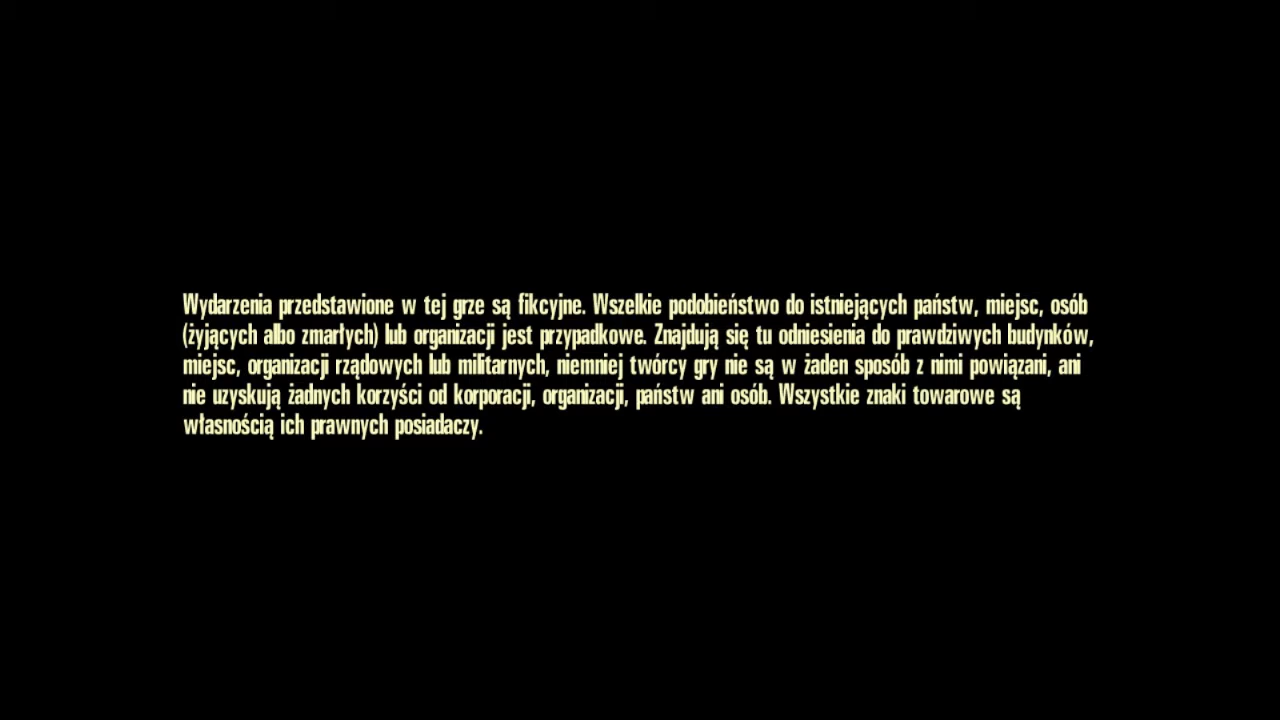 Wydarzenia przedstawione w tej grze są fikcyjne. Wszelkie podobieństwo do istniejących państw, miejsc, osób
(żyjących albo zmarłych) lub organizacji jest przypadkowe. Znajdują się tu odniesienia do prawdziwych budynków,
miejsc, organizacji rządowych lub militarnych, niemniej twórcy gry nie są w żaden sposób z nimi powiązani, ani
nie uzyskują żadnych korzyści od korporacji, organizacji, państw ani osób. Wszystkie znaki towarowe są
własnością ich prawnych posiadaczy.